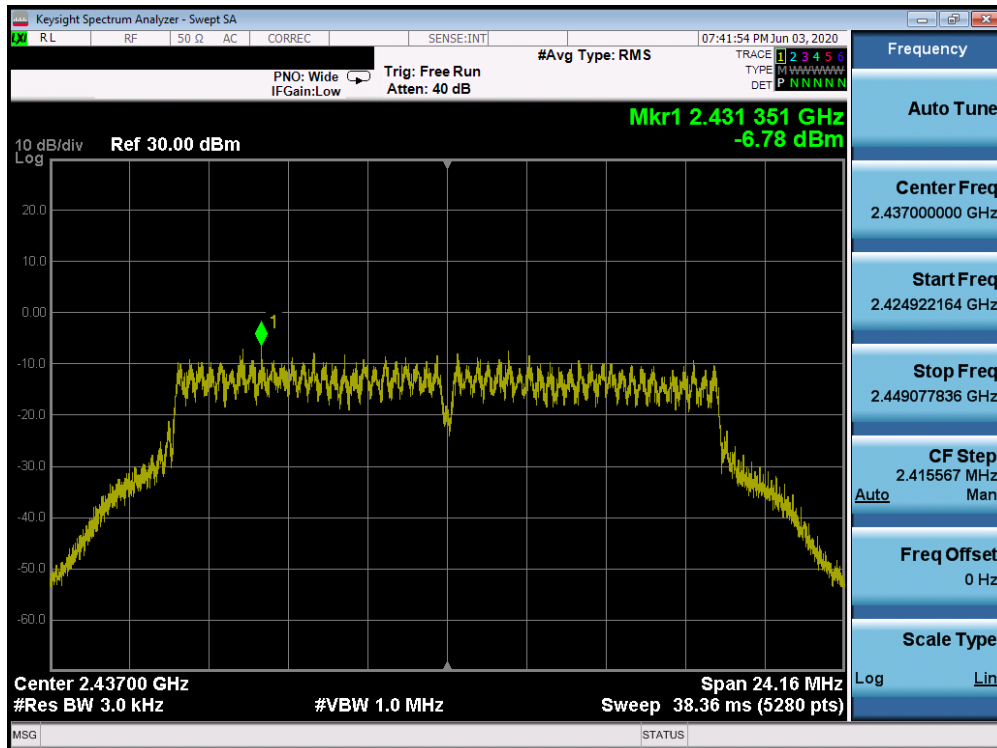 Keysight Spectrum Analyzer - Swept SA
LXI RL RF 50 Ω AC CORREC SENSE:INT 07:41:54 PM Jun 03, 2020
#Avg Type: RMS TRACE 1 2 3 4 5 6
PNO: Wide Trig: Free Run TYPE M WWWWWW
IFGain:Low Atten: 40 dB DET P N N N N N
Mkr1 2.431 351 GHz
-6.78 dBm
10 dB/div Ref 30.00 dBm
Log
20.0
10.0
0.00
1
-10.0
-20.0
-30.0
-40.0
-50.0
-60.0
Center 2.43700 GHz Span 24.16 MHz
#Res BW 3.0 kHz #VBW 1.0 MHz Sweep 38.36 ms (5280 pts)
MSG STATUS
Frequency
Auto Tune
Center Freq
2.437000000 GHz
Start Freq
2.424922164 GHz
Stop Freq
2.449077836 GHz
CF Step
2.415567 MHz
Auto Man
Freq Offset
0 Hz
Scale Type
Log Lin